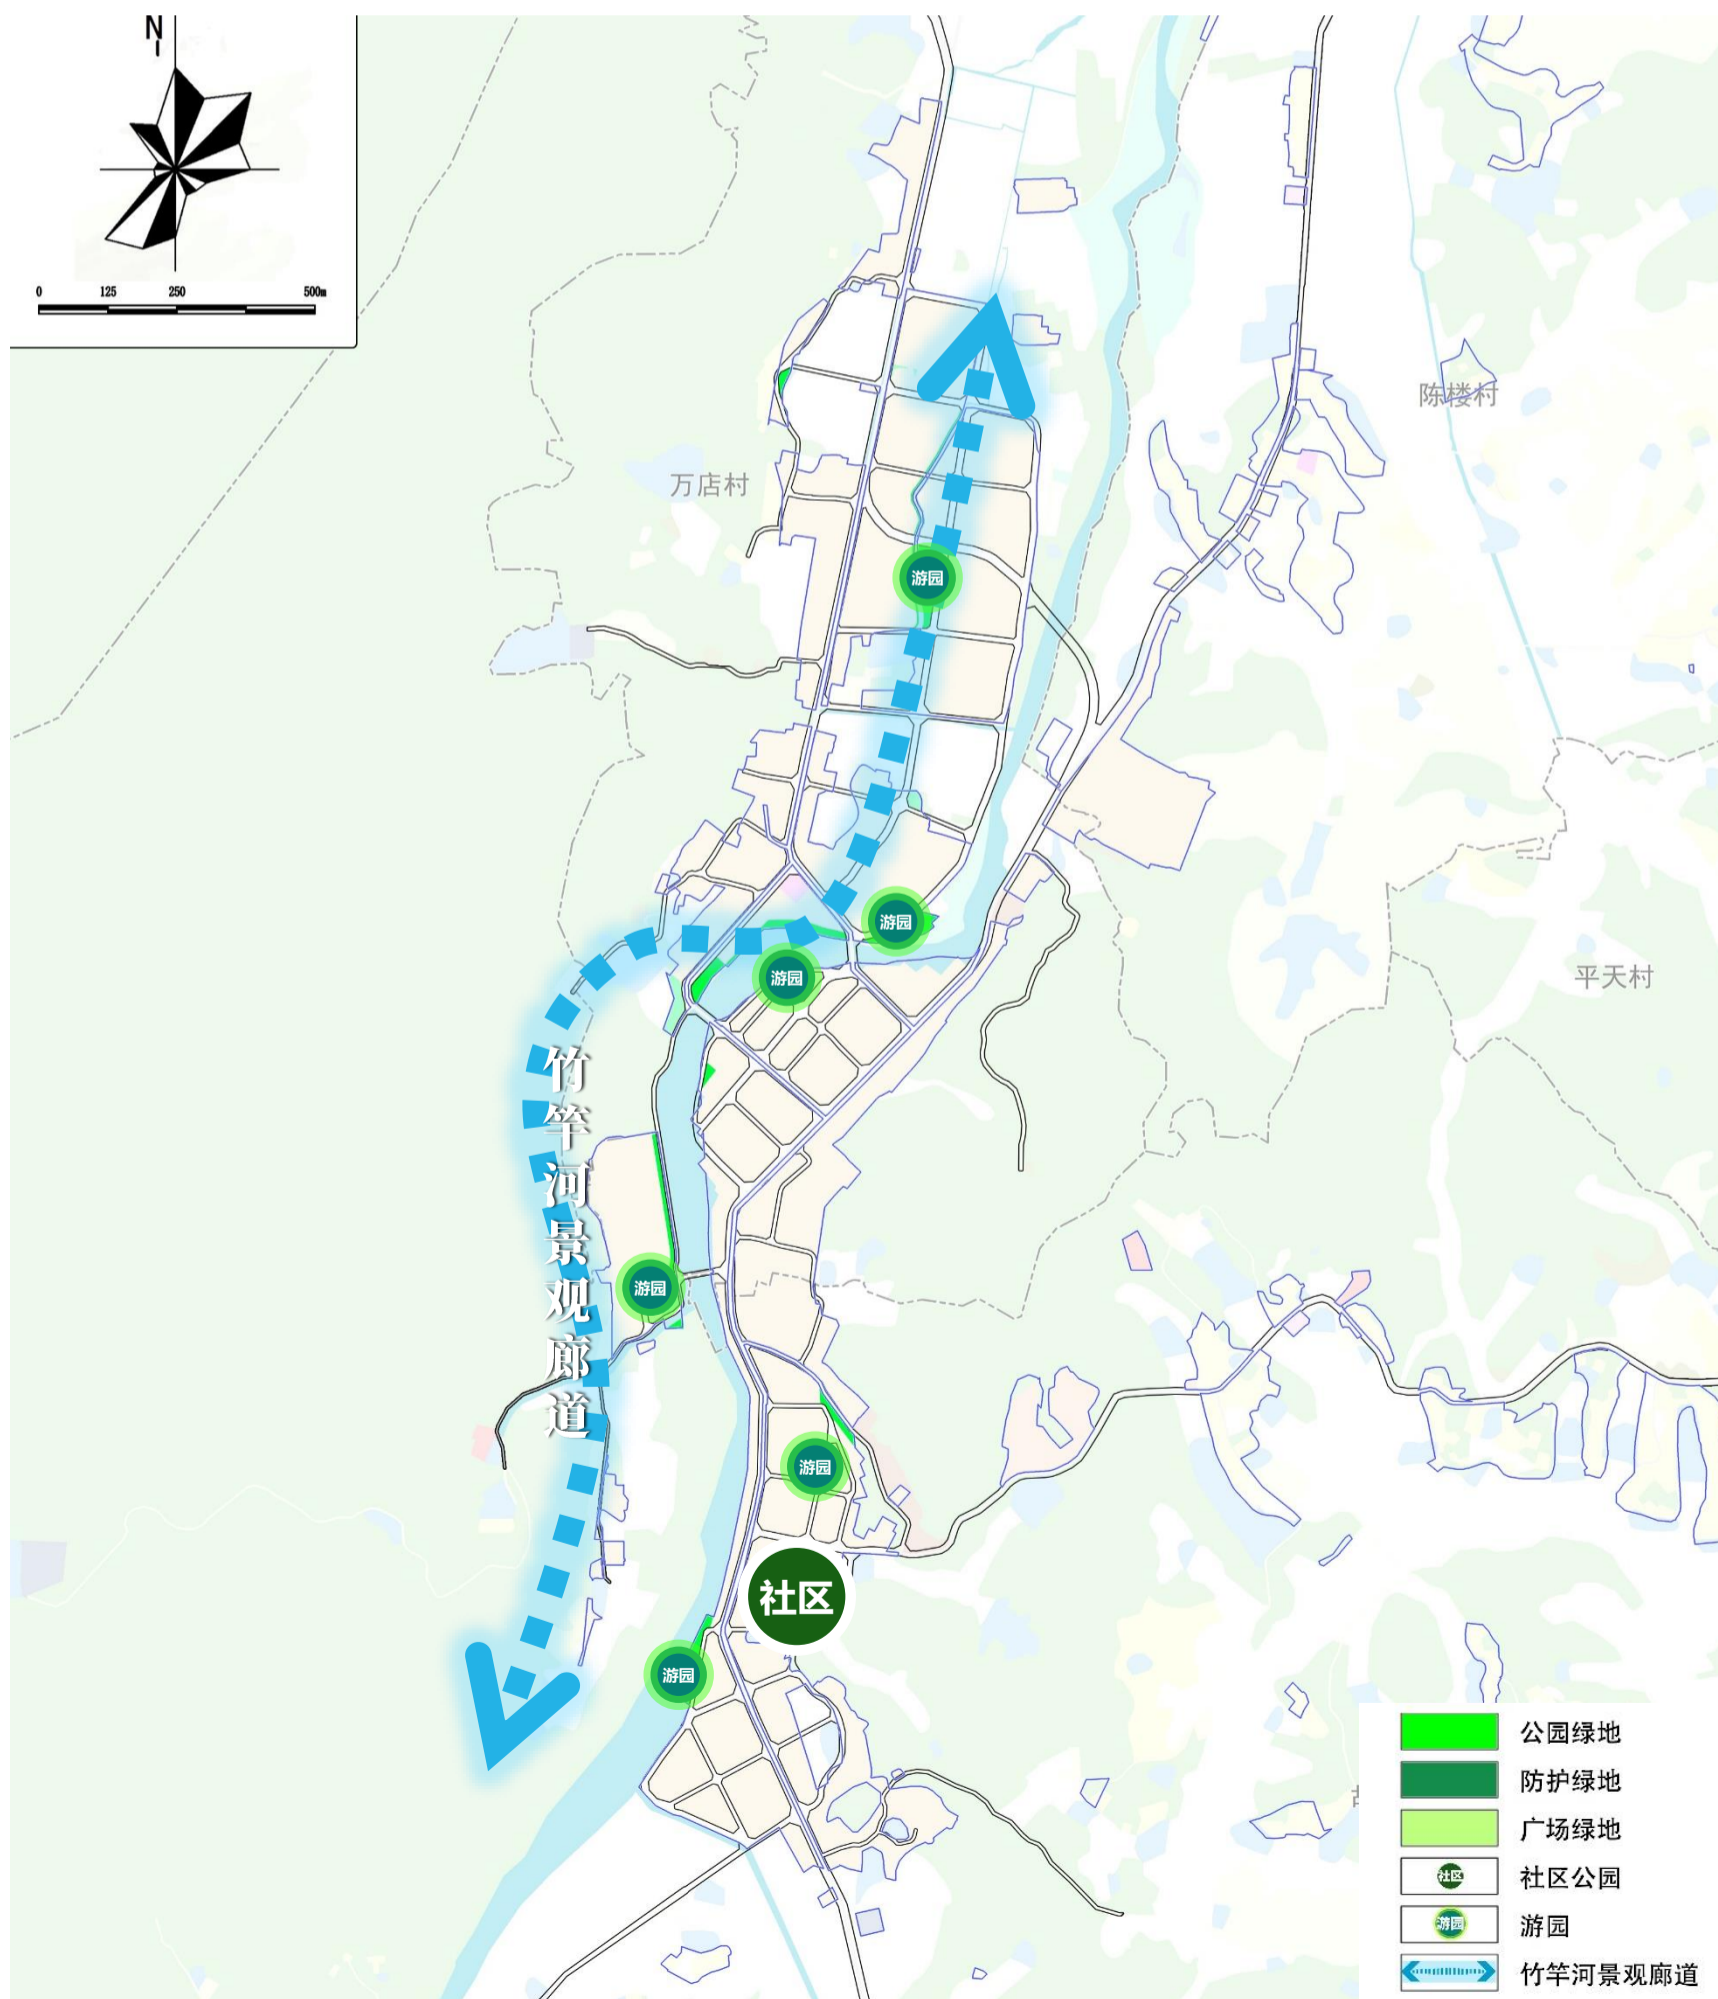 N
0 125 250 500m
陈楼村
万店村
游园
游园
游园
平天村
竹竿河景观廊道
游园
游园
社区
游园
公园绿地
防护绿地
广场绿地
社区 社区公园
游园 游园
竹竿河景观廊道